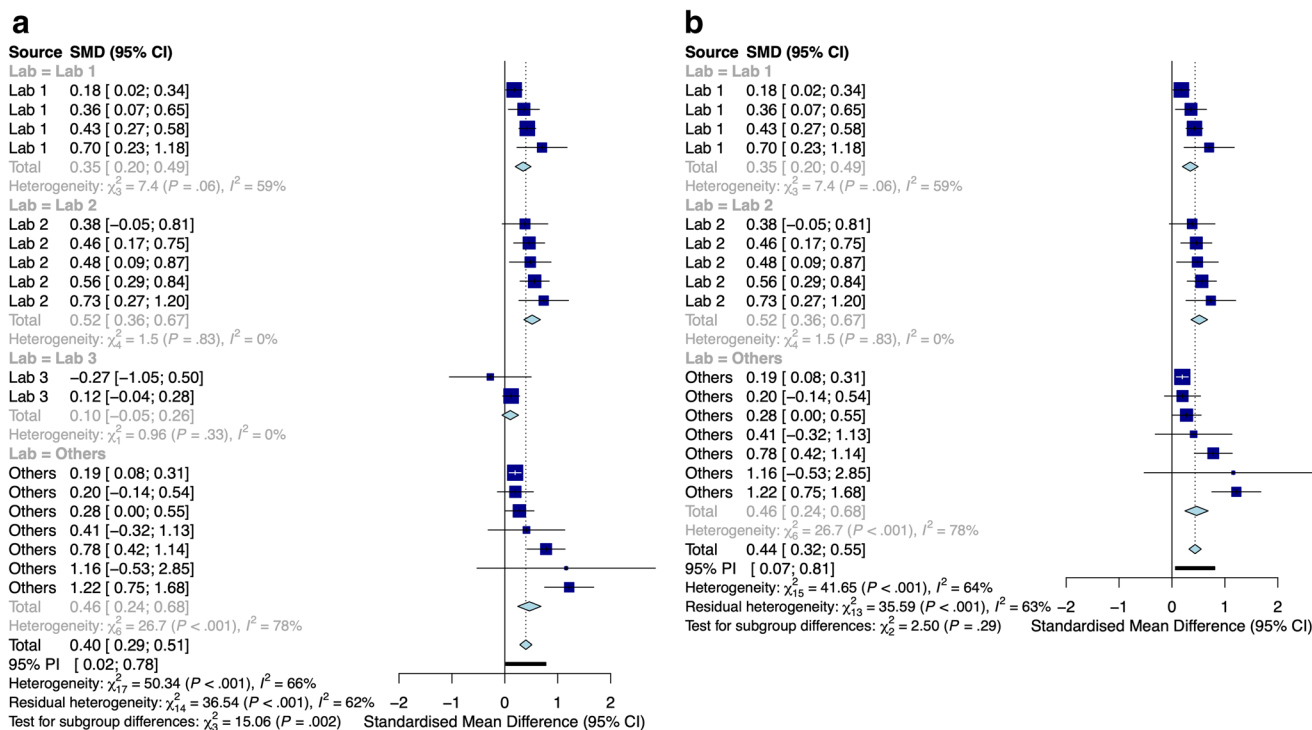 a
Source SMD (95% CI)
Lab = Lab 1
Lab 1 0.18 [ 0.02; 0.34]
Lab 1 0.36 [ 0.07; 0.65]
Lab 1 0.43 [ 0.27; 0.58]
Lab 1 0.70 [ 0.23; 1.18]
Total 0.35 [ 0.20; 0.49]
Heterogeneity: χ²₃ = 7.4 (P = .06), I² = 59%
Lab = Lab 2
Lab 2 0.38 [−0.05; 0.81]
Lab 2 0.46 [ 0.17; 0.75]
Lab 2 0.48 [ 0.09; 0.87]
Lab 2 0.56 [ 0.29; 0.84]
Lab 2 0.73 [ 0.27; 1.20]
Total 0.52 [ 0.36; 0.67]
Heterogeneity: χ²₄ = 1.5 (P = .83), I² = 0%
Lab = Lab 3
Lab 3 −0.27 [−1.05; 0.50]
Lab 3 0.12 [−0.04; 0.28]
Total 0.10 [−0.05; 0.26]
Heterogeneity: χ²₁ = 0.96 (P = .33), I² = 0%
Lab = Others
Others 0.19 [ 0.08; 0.31]
Others 0.20 [−0.14; 0.54]
Others 0.28 [ 0.00; 0.55]
Others 0.41 [−0.32; 1.13]
Others 0.78 [ 0.42; 1.14]
Others 1.16 [−0.53; 2.85]
Others 1.22 [ 0.75; 1.68]
Total 0.46 [ 0.24; 0.68]
Heterogeneity: χ²₆ = 26.7 (P < .001), I² = 78%
Total 0.40 [ 0.29; 0.51]
95% PI [ 0.02; 0.78]
Heterogeneity: χ²₁₇ = 50.34 (P < .001), I² = 66%
Residual heterogeneity: χ²₁₄ = 36.54 (P < .001), I² = 62%
Test for subgroup differences: χ²₃ = 15.06 (P = .002)
−2 −1 0 1 2
Standardised Mean Difference (95% CI)
b
Source SMD (95% CI)
Lab = Lab 1
Lab 1 0.18 [ 0.02; 0.34]
Lab 1 0.36 [ 0.07; 0.65]
Lab 1 0.43 [ 0.27; 0.58]
Lab 1 0.70 [ 0.23; 1.18]
Total 0.35 [ 0.20; 0.49]
Heterogeneity: χ²₃ = 7.4 (P = .06), I² = 59%
Lab = Lab 2
Lab 2 0.38 [−0.05; 0.81]
Lab 2 0.46 [ 0.17; 0.75]
Lab 2 0.48 [ 0.09; 0.87]
Lab 2 0.56 [ 0.29; 0.84]
Lab 2 0.73 [ 0.27; 1.20]
Total 0.52 [ 0.36; 0.67]
Heterogeneity: χ²₄ = 1.5 (P = .83), I² = 0%
Lab = Others
Others 0.19 [ 0.08; 0.31]
Others 0.20 [−0.14; 0.54]
Others 0.28 [ 0.00; 0.55]
Others 0.41 [−0.32; 1.13]
Others 0.78 [ 0.42; 1.14]
Others 1.16 [−0.53; 2.85]
Others 1.22 [ 0.75; 1.68]
Total 0.46 [ 0.24; 0.68]
Heterogeneity: χ²₆ = 26.7 (P < .001), I² = 78%
Total 0.44 [ 0.32; 0.55]
95% PI [ 0.07; 0.81]
Heterogeneity: χ²₁₅ = 41.65 (P < .001), I² = 64%
Residual heterogeneity: χ²₁₃ = 35.59 (P < .001), I² = 63%
Test for subgroup differences: χ²₂ = 2.50 (P = .29)
−2 −1 0 1 2
Standardised Mean Difference (95% CI)